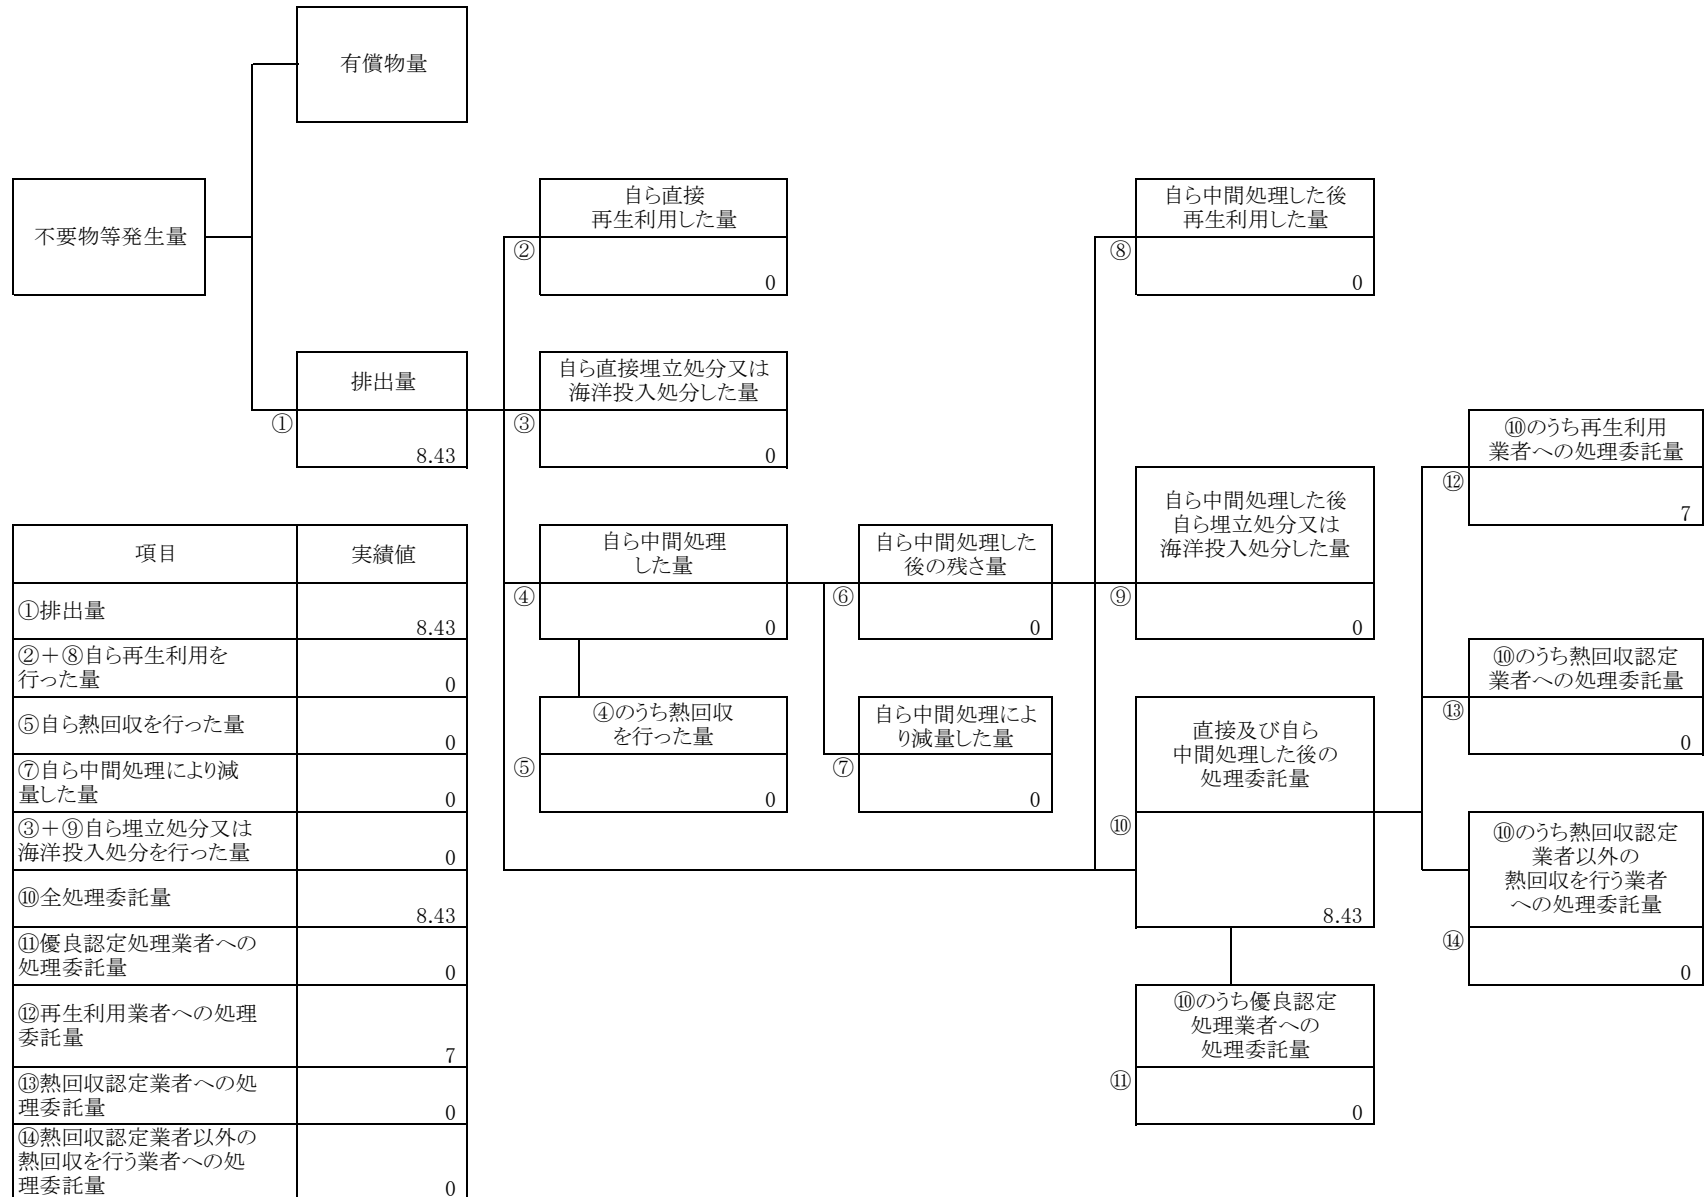 有償物量
不要物等発生量
自ら直接
再生利用した量
②
0
自ら中間処理した後
再生利用した量
⑧
0
排出量
①
8.43
自ら直接埋立処分又は
海洋投入処分した量
③
0
⑩のうち再生利用
業者への処理委託量
⑫
7
自ら中間処理
した量
④
0
自ら中間処理した
後の残さ量
⑥
0
自ら中間処理した後
自ら埋立処分又は
海洋投入処分した量
⑨
0
⑩のうち熱回収認定
業者への処理委託量
⑬
0
④のうち熱回収
を行った量
⑤
0
自ら中間処理によ
り減量した量
⑦
0
直接及び自ら
中間処理した後の
処理委託量
⑩
8.43
⑩のうち熱回収認定
業者以外の
熱回収を行う業者
への処理委託量
⑭
0
⑩のうち優良認定
処理業者への
処理委託量
⑪
0
項目
実績値
①排出量
8.43
②＋⑧自ら再生利用を
行った量
0
⑤自ら熱回収を行った量
0
⑦自ら中間処理により減
量した量
0
③＋⑨自ら埋立処分又は
海洋投入処分を行った量
0
⑩全処理委託量
8.43
⑪優良認定処理業者への
処理委託量
0
⑫再生利用業者への処理
委託量
7
⑬熱回収認定業者への処
理委託量
0
⑭熱回収認定業者以外の
熱回収を行う業者への処
理委託量
0